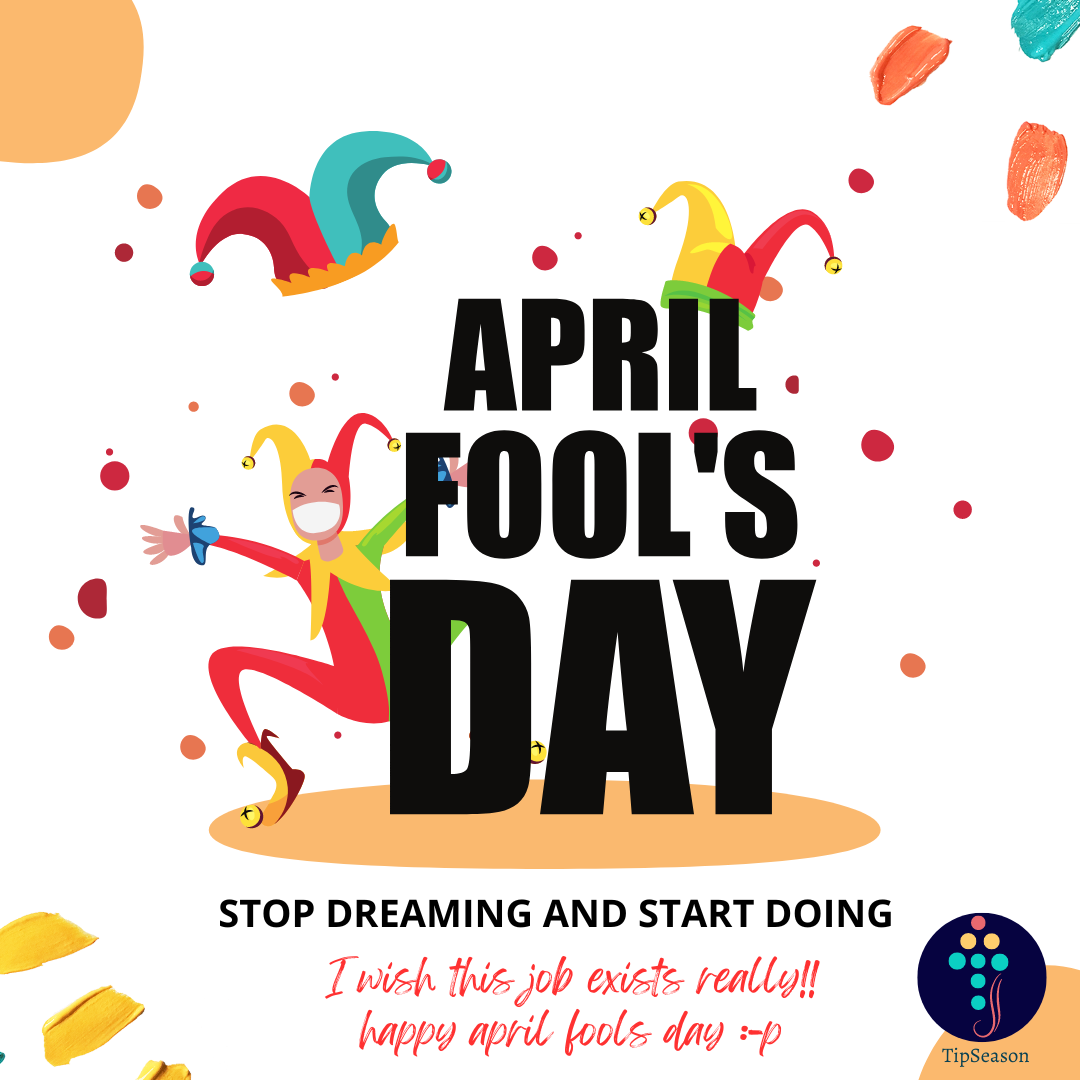 APRIL
FOOL'S
DAY
STOP DREAMING AND START DOING
I wish this job exists really!!
happy april fools day :-p
TipSeason